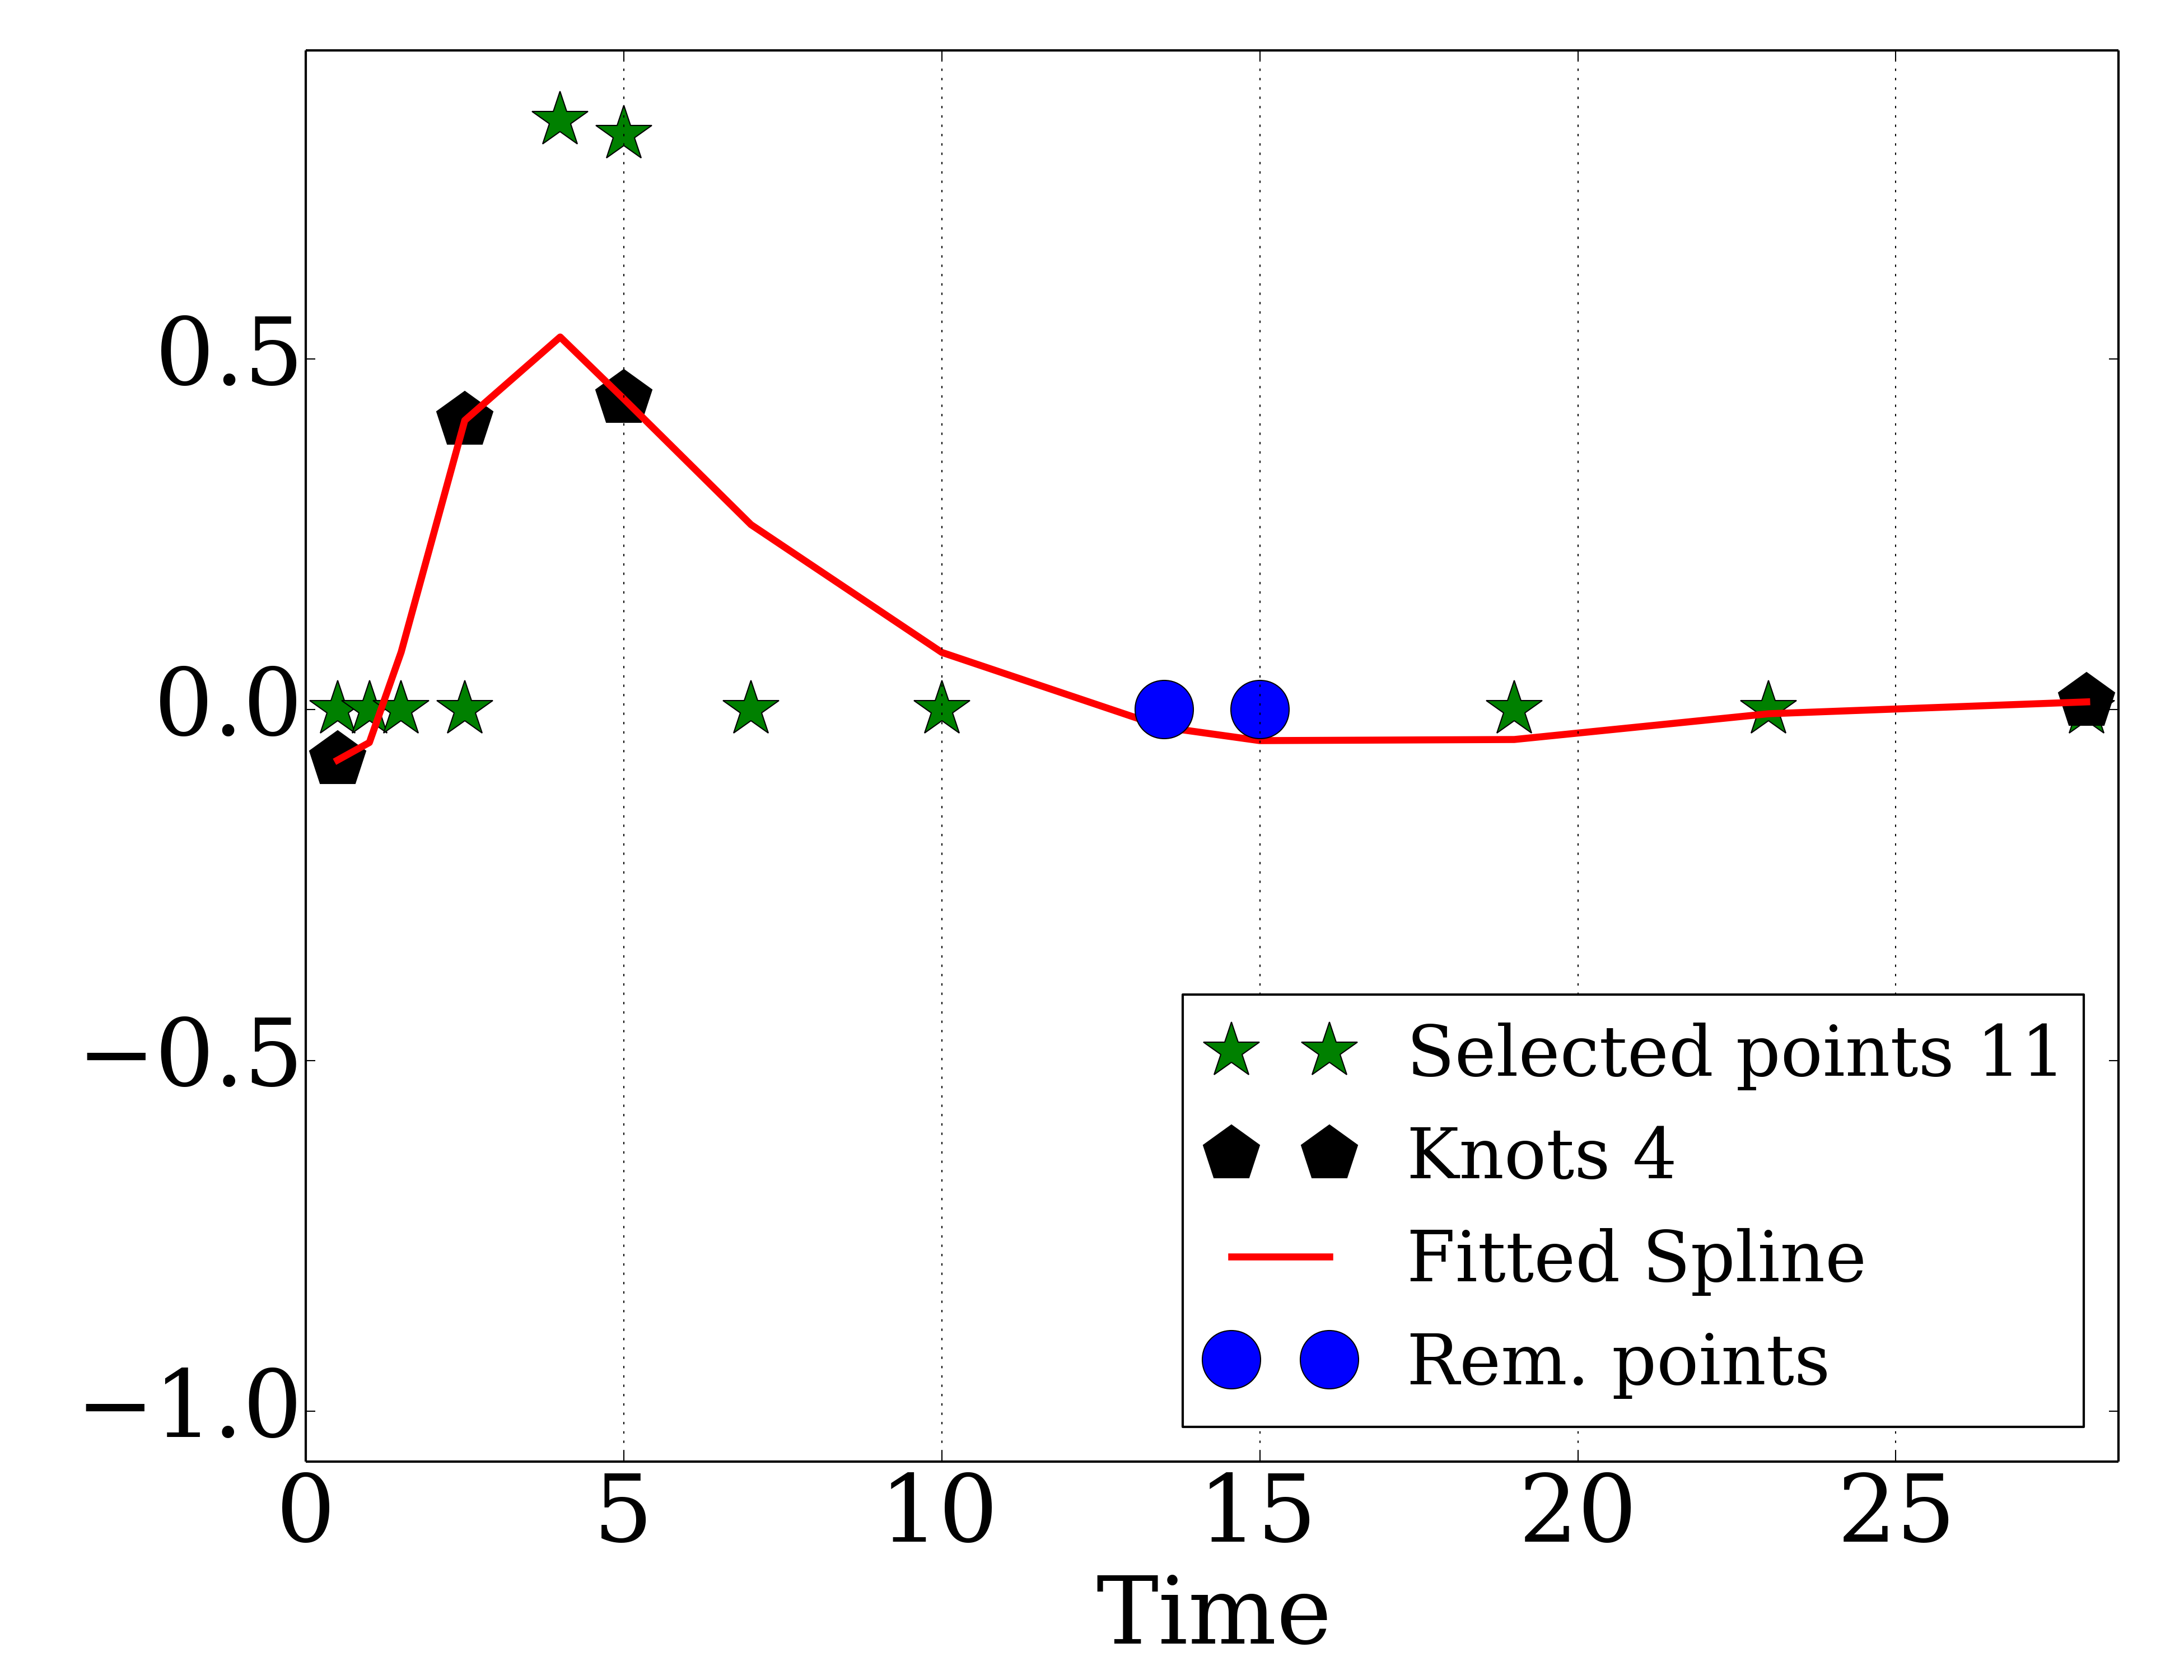 0.5
0.0
−0.5
−1.0
Selected points 11
Knots 4
Fitted Spline
Rem. points
0 5 10 15 20 25
Time